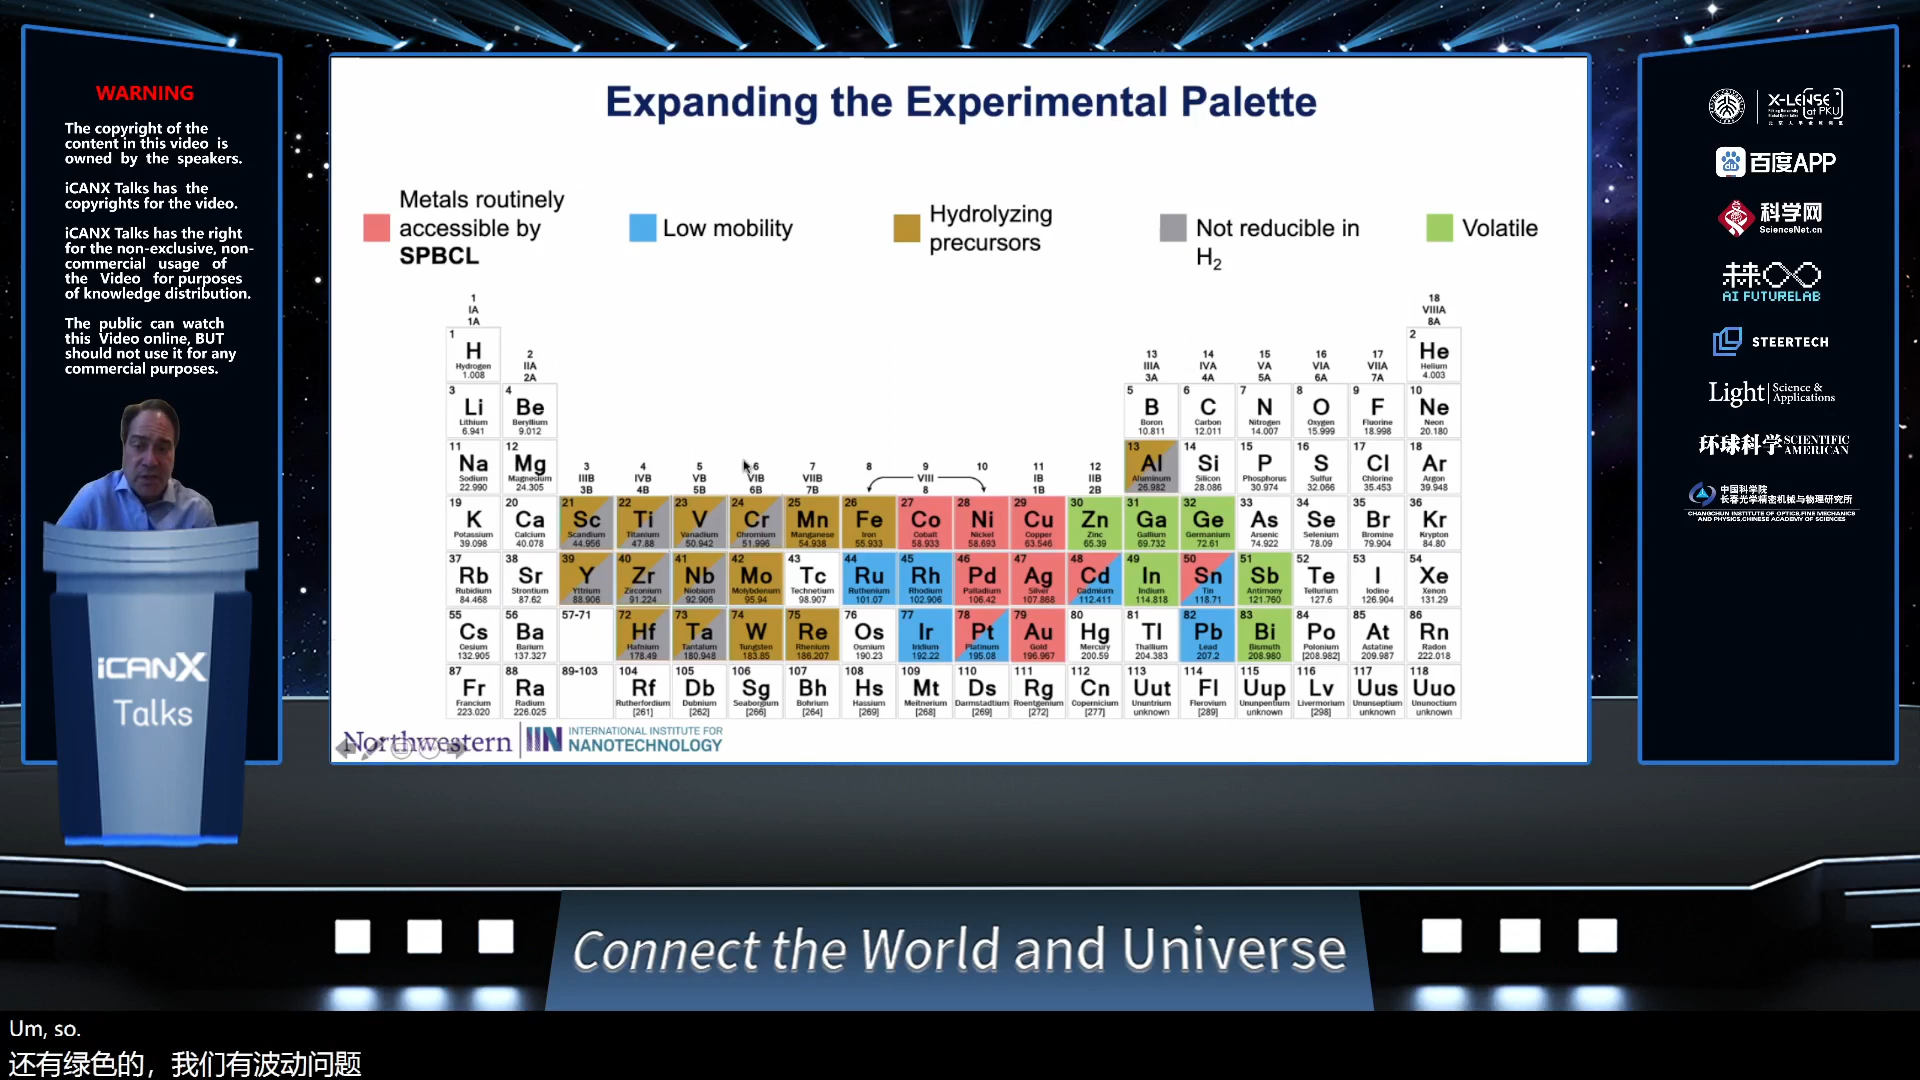 WARNING
The copyright of the
content in this video is
owned by the speakers.
iCANX Talks has the
copyrights for the video.
iCANX Talks has the right
for the non-exclusive, non-
commercial usage of
the Video for purposes
of knowledge distribution.
The public can watch
this Video online, BUT
should not use it for any
commercial purposes.
iCANX
Talks
Expanding the Experimental Palette
Metals routinely
accessible by
SPBCL
Low mobility
Hydrolyzing
precursors
Not reducible in
H2
Volatile
1 18
IA VIIIA
1A 8A
1 2
H He
Hydrogen Helium
1.008 4.003
2 13 14 15 16 17
IIA IIIA IVA VA VIA VIIA
2A 3A 4A 5A 6A 7A
3 4 5 6 7 8 9 10
Li Be B C N O F Ne
Lithium Beryllium Boron Carbon Nitrogen Oxygen Fluorine Neon
6.941 9.012 10.811 12.011 14.007 15.999 18.998 20.180
11 12 13 14 15 16 17 18
Na Mg Al Si P S Cl Ar
Sodium Magnesium Aluminum Silicon Phosphorus Sulfur Chlorine Argon
22.990 24.305 26.982 28.086 30.974 32.066 35.453 39.948
3 4 5 6 7 8 9 10 11 12
IIIB IVB VB VIB VIIB VIII IB IIB
3B 4B 5B 6B 7B 8 1B 2B
19 20 21 22 23 24 25 26 27 28 29 30 31 32 33 34 35 36
K Ca Sc Ti V Cr Mn Fe Co Ni Cu Zn Ga Ge As Se Br Kr
Potassium Calcium Scandium Titanium Vanadium Chromium Manganese Iron Cobalt Nickel Copper Zinc Gallium Germanium Arsenic Selenium Bromine Krypton
39.098 40.078 44.956 47.88 50.942 51.996 54.938 55.933 58.933 58.693 63.546 65.39 69.732 72.61 74.922 78.09 79.904 84.80
37 38 39 40 41 42 43 44 45 46 47 48 49 50 51 52 53 54
Rb Sr Y Zr Nb Mo Tc Ru Rh Pd Ag Cd In Sn Sb Te I Xe
Rubidium Strontium Yttrium Zirconium Niobium Molybdenum Technetium Ruthenium Rhodium Palladium Silver Cadmium Indium Tin Antimony Tellurium Iodine Xenon
84.468 87.62 88.906 91.224 92.906 95.94 98.907 101.07 102.906 106.42 107.868 112.411 114.818 118.71 121.760 127.6 126.904 131.29
55 56 57-71 72 73 74 75 76 77 78 79 80 81 82 83 84 85 86
Cs Ba Hf Ta W Re Os Ir Pt Au Hg Tl Pb Bi Po At Rn
Cesium Barium Hafnium Tantalum Tungsten Rhenium Osmium Iridium Platinum Gold Mercury Thallium Lead Bismuth Polonium Astatine Radon
132.905 137.327 178.49 180.948 183.85 186.207 190.23 192.22 195.08 196.967 200.59 204.383 207.2 208.980 [208.982] 209.987 222.018
87 88 89-103 104 105 106 107 108 109 110 111 112 113 114 115 116 117 118
Fr Ra Rf Db Sg Bh Hs Mt Ds Rg Cn Uut Fl Uup Lv Uus Uuo
Francium Radium Rutherfordium Dubnium Seaborgium Bohrium Hassium Meitnerium Darmstadtium Roentgenium Copernicium Ununtrium Flerovium Ununpentium Livermorium Ununseptium Ununoctium
223.020 226.025 [261] [262] [266] [264] [269] [268] [269] [272] [277] unknown [289] unknown [298] unknown unknown
Northwestern
IIN INTERNATIONAL INSTITUTE FOR
NANOTECHNOLOGY
X-LENSE
at PKU
百度APP
科学网
ScienceNet.cn
未来
AI FUTURELAB
STEERTECH
Light Science &
Applications
环球科学 SCIENTIFIC
AMERICAN
中国科学院
长春光学精密机械与物理研究所
CHANGCHUN INSTITUTE OF OPTICS,FINE MECHANICS
AND PHYSICS,CHINESE ACADEMY OF SCIENCES
Connect the World and Universe
Um, so.
还有绿色的，我们有波动问题